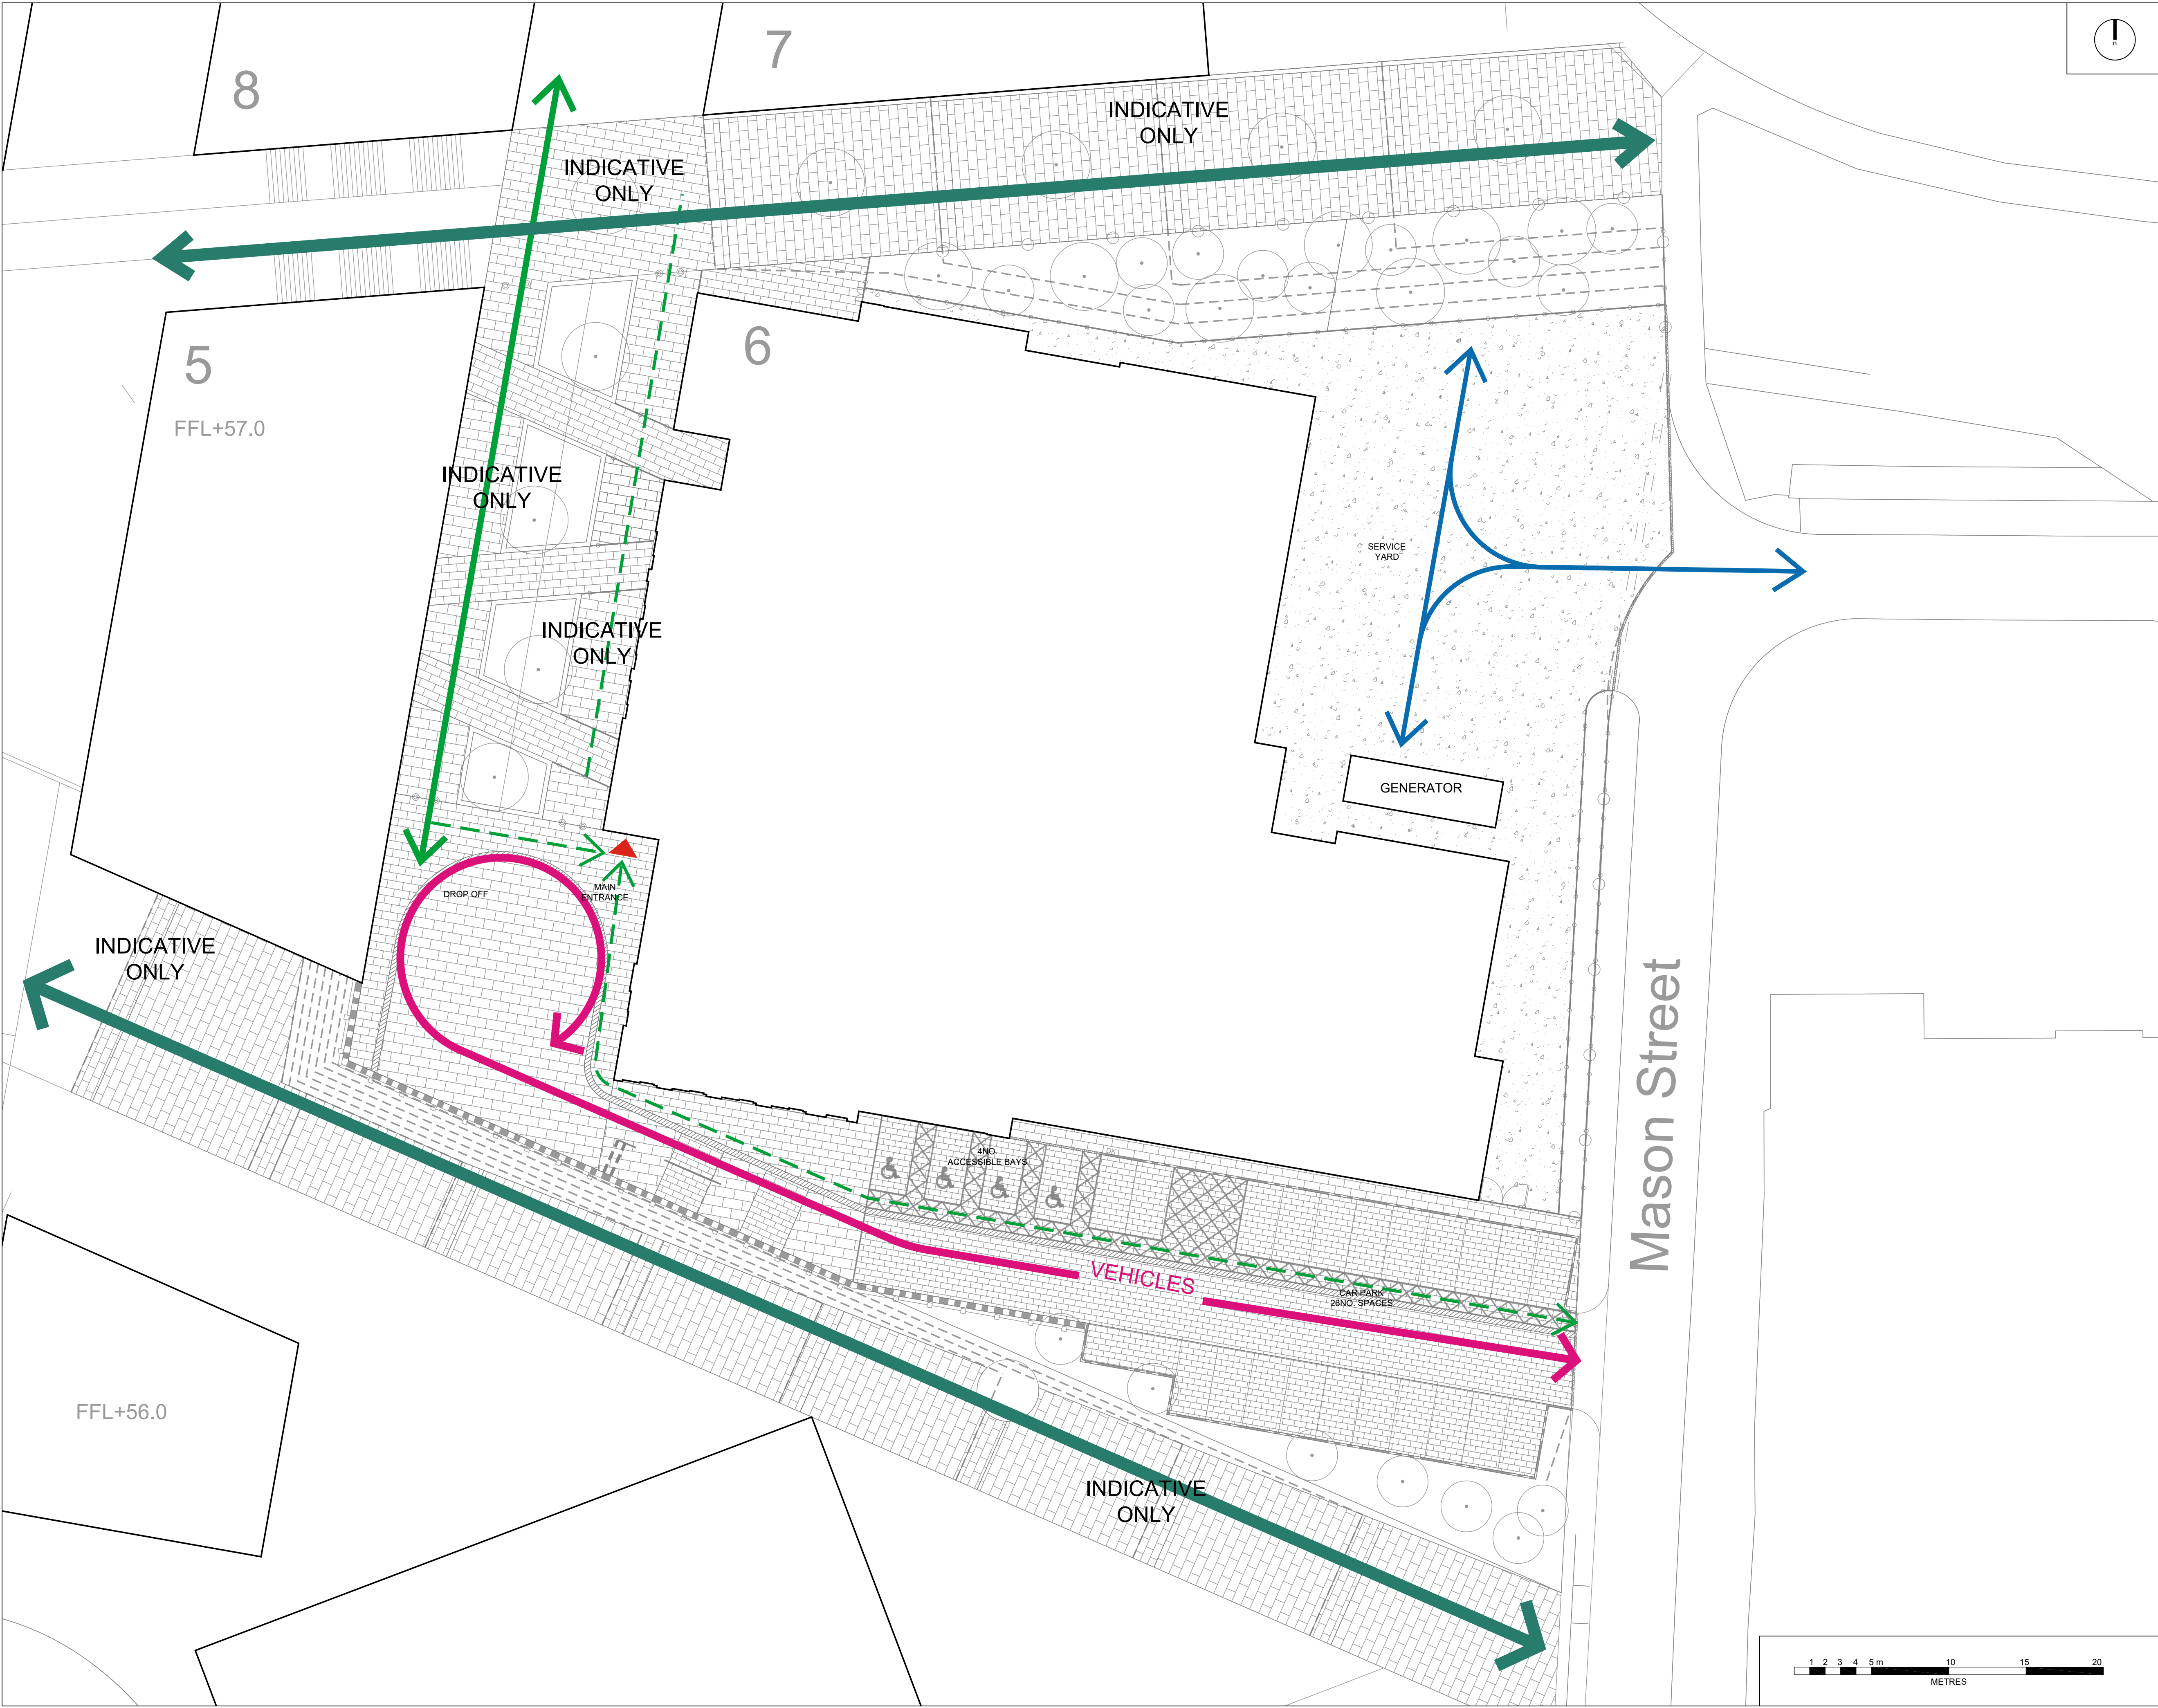 8
7
n
INDICATIVE
ONLY
INDICATIVE
ONLY
5
6
FFL+57.0
INDICATIVE
ONLY
SERVICE
YARD
INDICATIVE
ONLY
GENERATOR
DROP OFF
MAIN
ENTRANCE
INDICATIVE
ONLY
Mason Street
4NO.
ACCESSIBLE BAYS
VEHICLES
CAR PARK
26NO. SPACES
FFL+56.0
INDICATIVE
ONLY
1 2 3 4 5 m 10 15 20
METRES